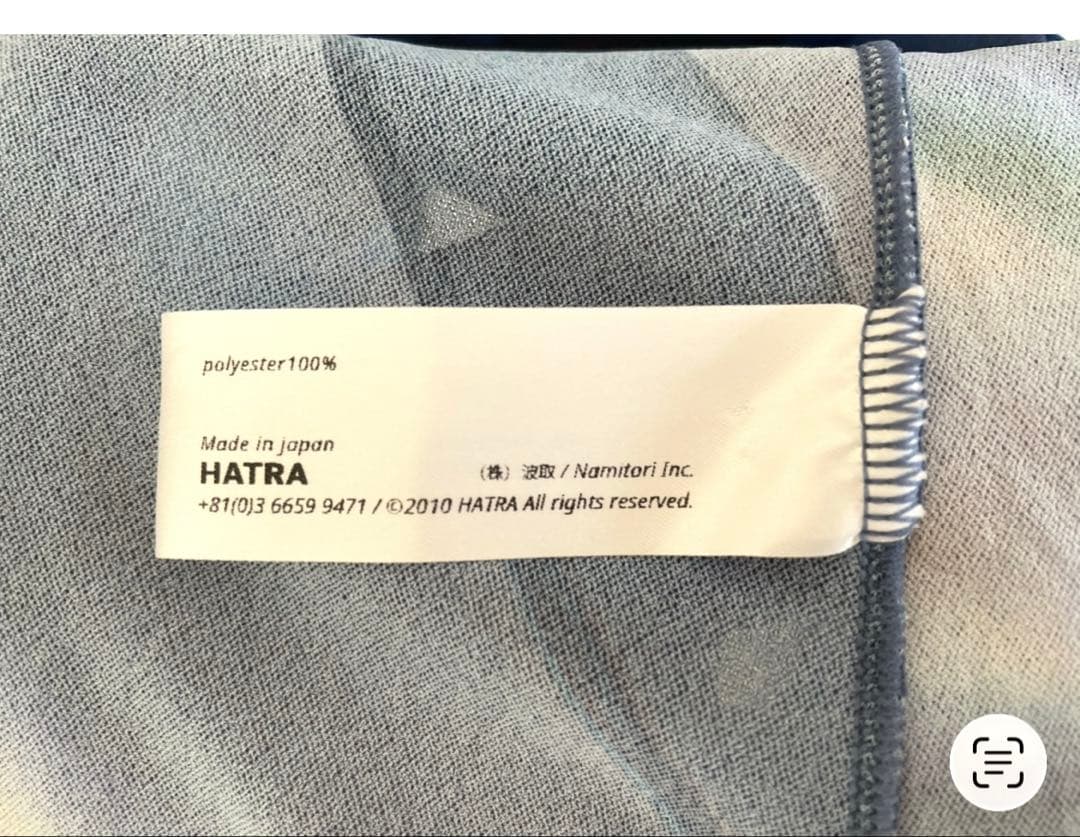 polyester100%
Made in japan
HATRA (株) 波取 / Namitori Inc.
+81(0)3 6659 9471 / ©2010 HATRA All rights reserved.